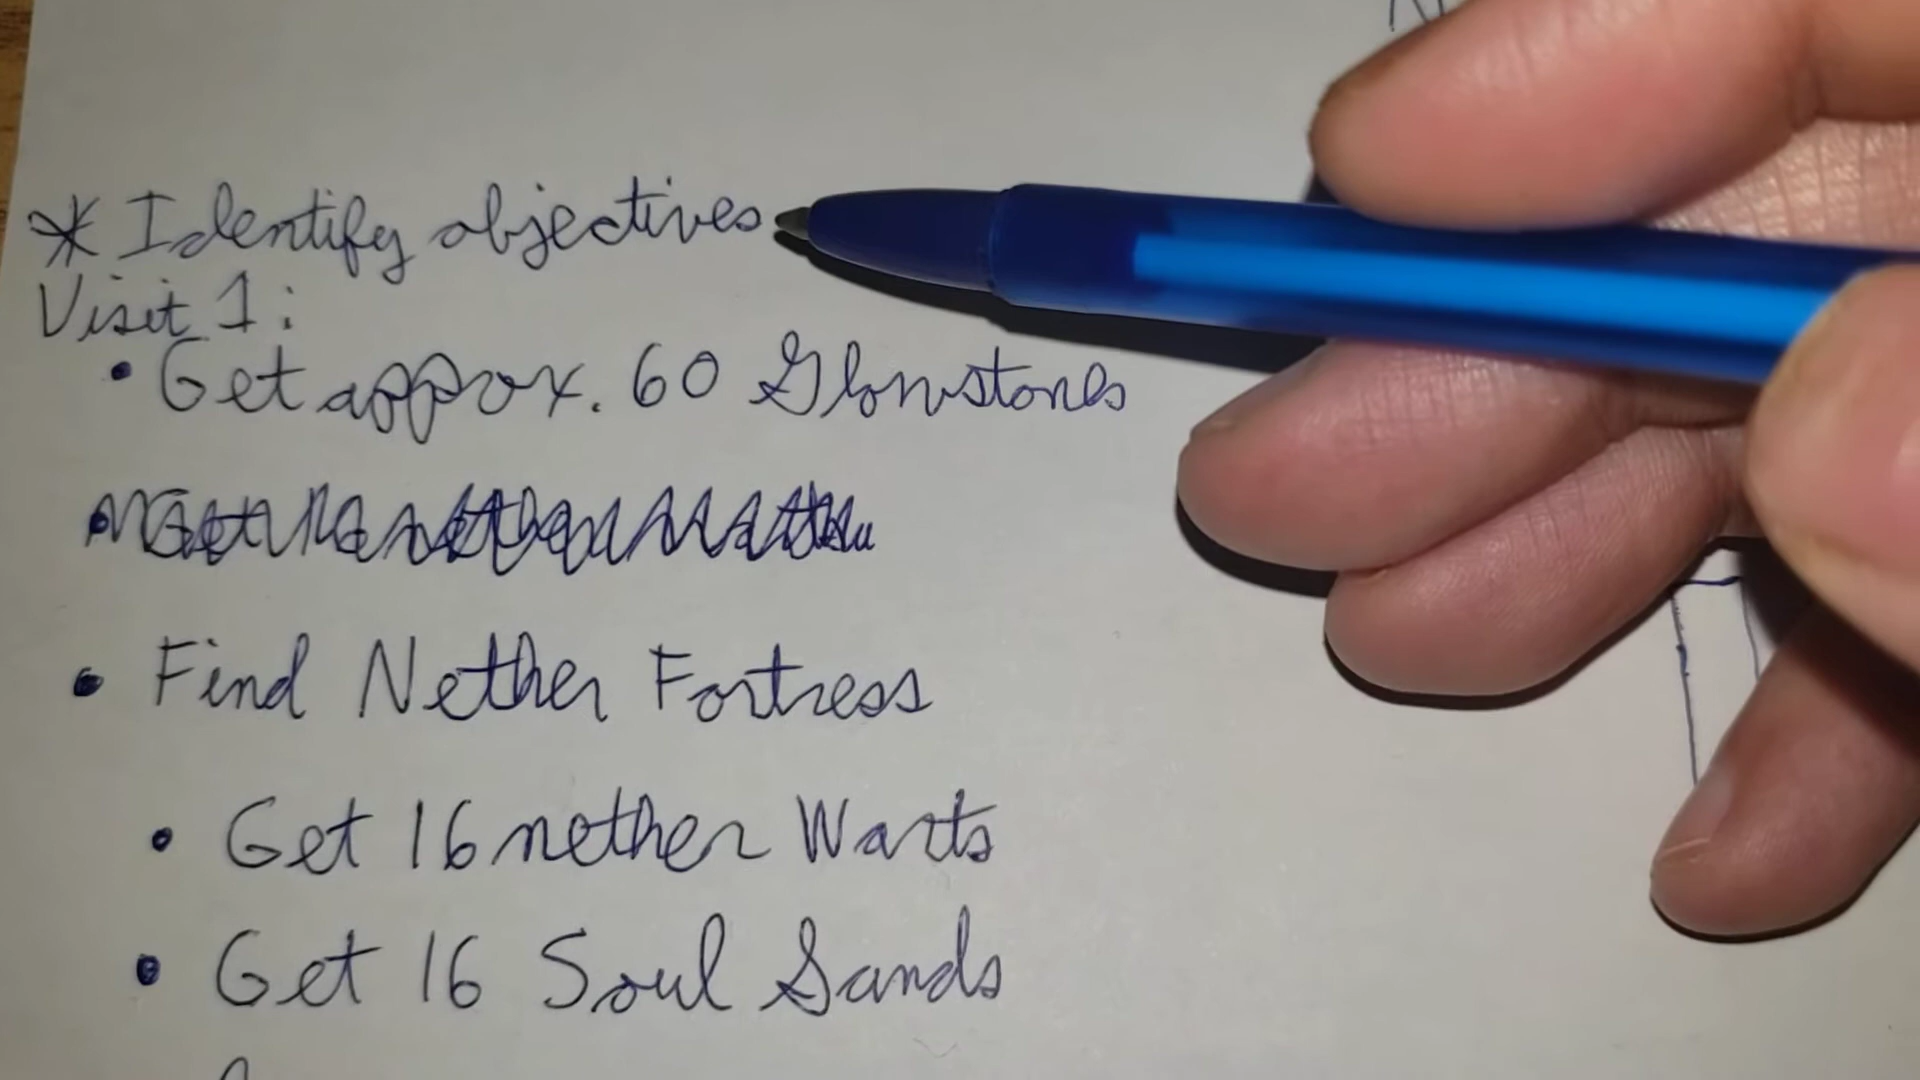 * Identify objectives
Visit 1:
• Get approx. 60 Glowstones
• Find Nether Fortress
• Get 16 nether Warts
• Get 16 Soul Sands